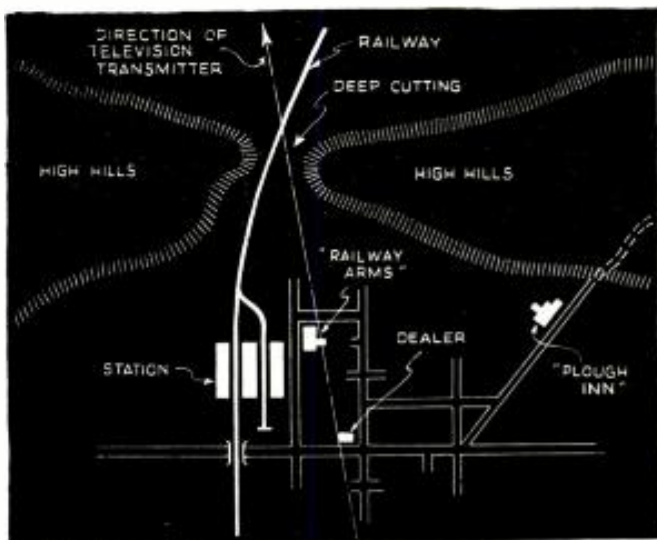 DIRECTION OF
TELEVISION
TRANSMITTER
RAILWAY
DEEP CUTTING
HIGH HILLS
HIGH HILLS
"RAILWAY
ARMS"
DEALER
STATION
"PLOUGH
INN"